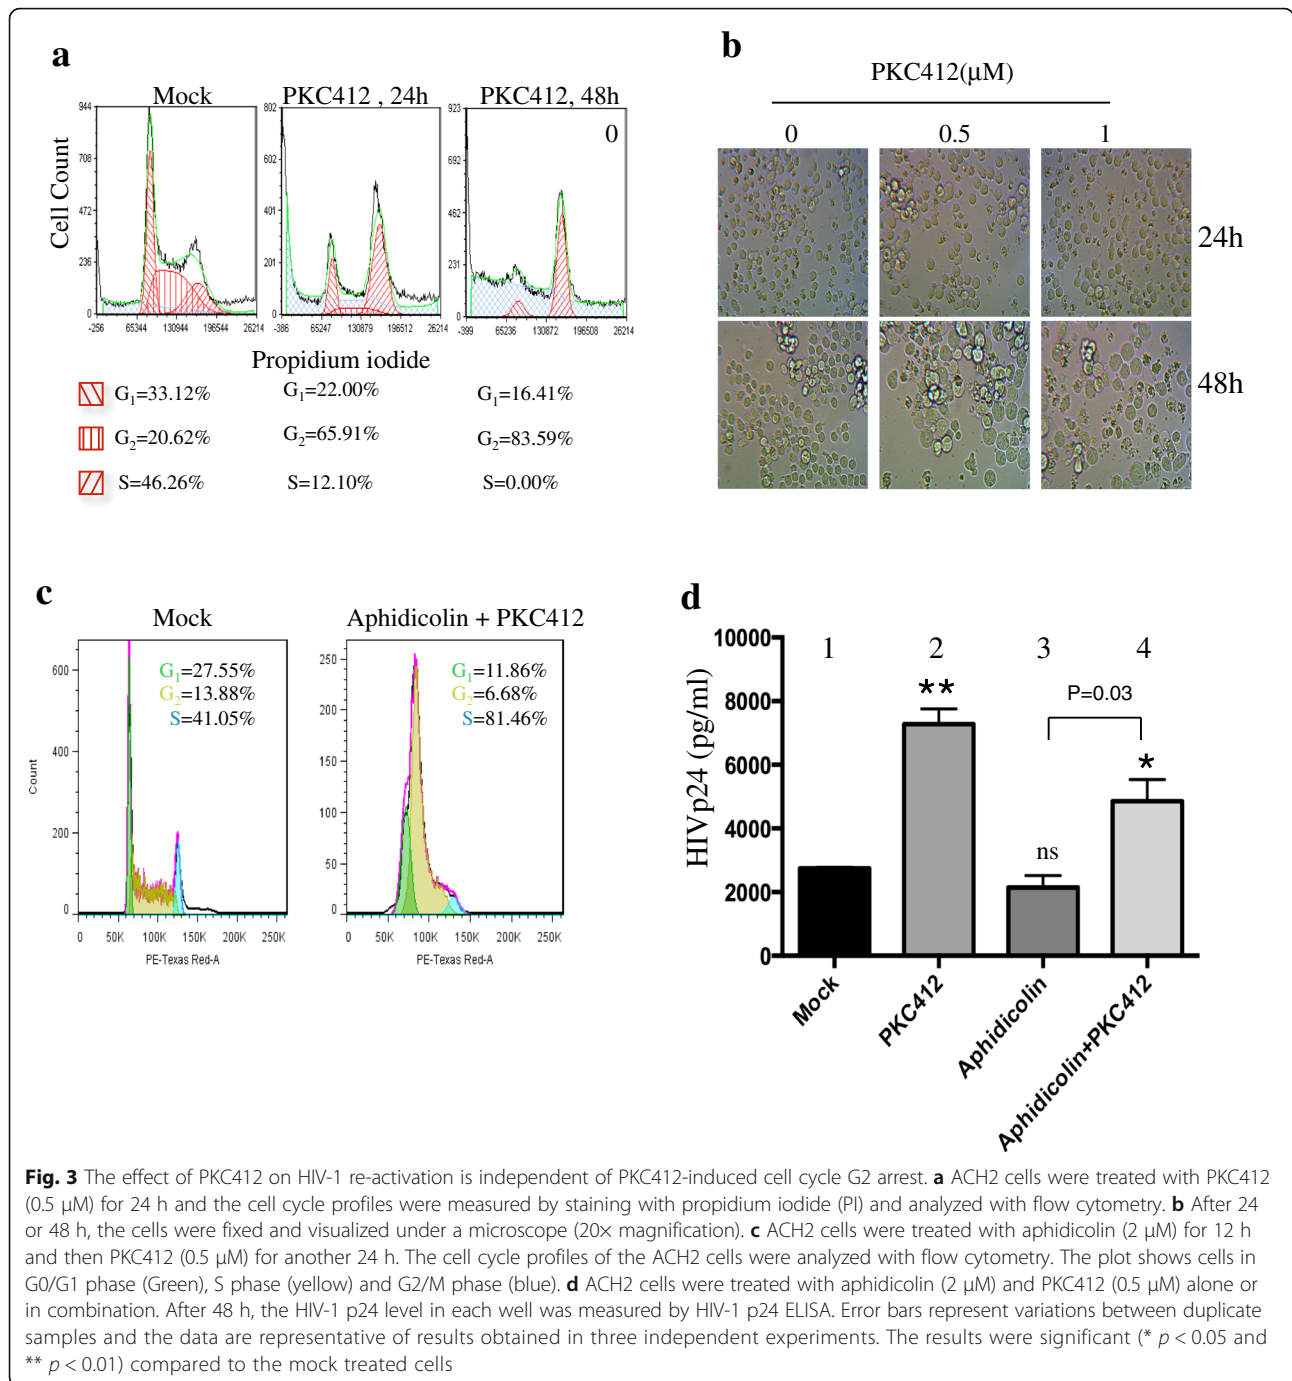 a
Mock
PKC412 , 24h
PKC412, 48h
944
708
472
236
0
-256 65344 130944 196544 26214
802
602
401
201
0
-386 65247 130879 196512 26214
923
692
462
231
0
-399 65236 130872 196508 26214
0
Cell Count
Propidium iodide
G1=33.12% G1=22.00% G1=16.41%
G2=20.62% G2=65.91% G2=83.59%
S=46.26% S=12.10% S=0.00%
b
PKC412(μM)
0 0.5 1
24h
48h
c
Mock
Aphidicolin + PKC412
G1=27.55%
G2=13.88%
S=41.05%
600
400
200
0
Count
0 50K 100K 150K 200K 250K
PE-Texas Red-A
G1=11.86%
G2=6.68%
S=81.46%
250
200
150
100
50
0
0 50K 100K 150K 200K 250K
PE-Texas Red-A
d
10000
8000
6000
4000
2000
0
HIVp24 (pg/ml)
1 2 3 4
**
P=0.03
*
ns
Mock
PKC412
Aphidicolin
Aphidicolin+PKC412
Fig. 3 The effect of PKC412 on HIV-1 re-activation is independent of PKC412-induced cell cycle G2 arrest. a ACH2 cells were treated with PKC412
(0.5 μM) for 24 h and the cell cycle profiles were measured by staining with propidium iodide (PI) and analyzed with flow cytometry. b After 24
or 48 h, the cells were fixed and visualized under a microscope (20× magnification). c ACH2 cells were treated with aphidicolin (2 μM) for 12 h
and then PKC412 (0.5 μM) for another 24 h. The cell cycle profiles of the ACH2 cells were analyzed with flow cytometry. The plot shows cells in
G0/G1 phase (Green), S phase (yellow) and G2/M phase (blue). d ACH2 cells were treated with aphidicolin (2 μM) and PKC412 (0.5 μM) alone or
in combination. After 48 h, the HIV-1 p24 level in each well was measured by HIV-1 p24 ELISA. Error bars represent variations between duplicate
samples and the data are representative of results obtained in three independent experiments. The results were significant (* p < 0.05 and
** p < 0.01) compared to the mock treated cells